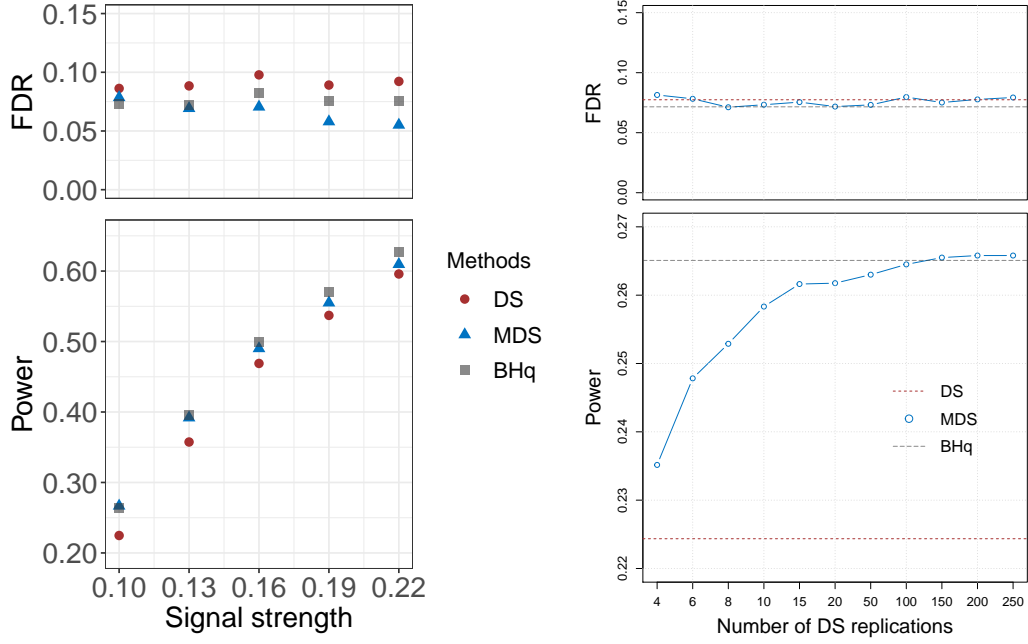 FDR
0.15
0.10
0.05
0.00
Power
0.60
0.50
0.40
0.30
0.20
0.10 0.13 0.16 0.19 0.22
Signal strength
Methods
DS
MDS
BHq
FDR
0.15
0.10
0.05
0.00
Power
0.27
0.26
0.25
0.24
0.23
0.22
DS
MDS
BHq
4 6 8 10 15 20 50 100 150 200 250
Number of DS replications